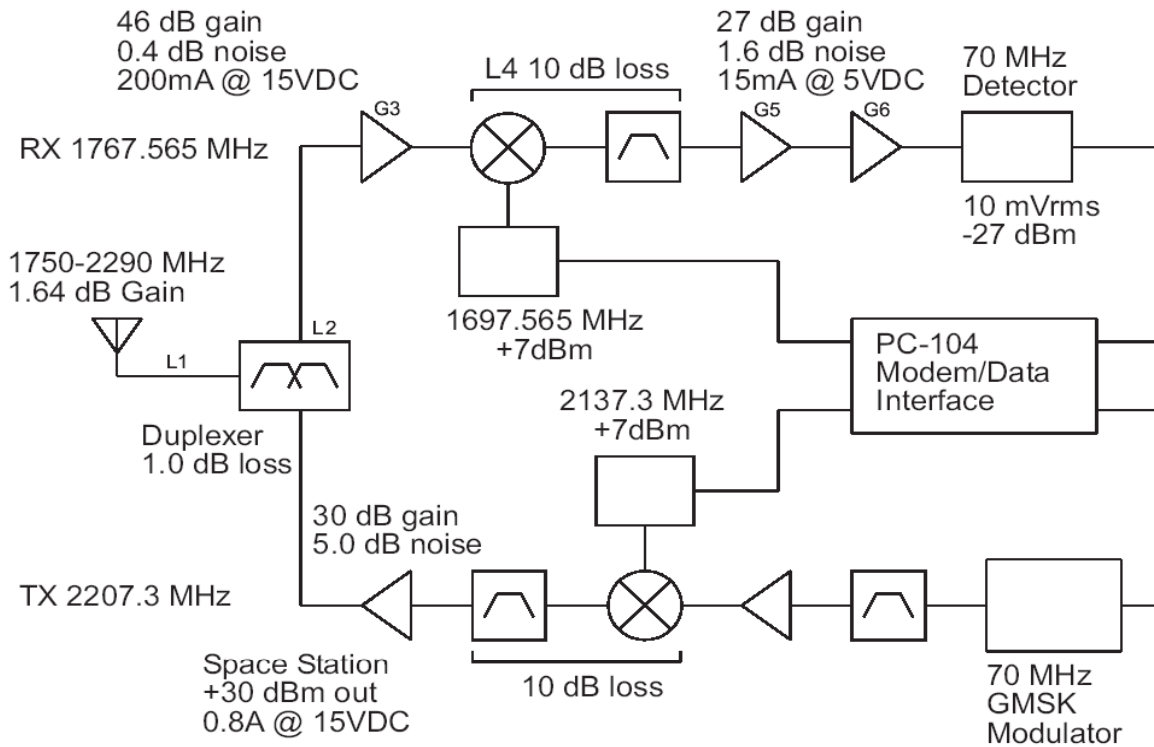 46 dB gain
0.4 dB noise
200mA @ 15VDC
27 dB gain
1.6 dB noise
15mA @ 5VDC
70 MHz
Detector
L4 10 dB loss
G3
G5
G6
RX 1767.565 MHz
10 mVrms
-27 dBm
1750-2290 MHz
1.64 dB Gain
L1
L2
1697.565 MHz
+7dBm
PC-104
Modem/Data
Interface
2137.3 MHz
+7dBm
Duplexer
1.0 dB loss
30 dB gain
5.0 dB noise
TX 2207.3 MHz
Space Station
+30 dBm out
0.8A @ 15VDC
10 dB loss
70 MHz
GMSK
Modulator